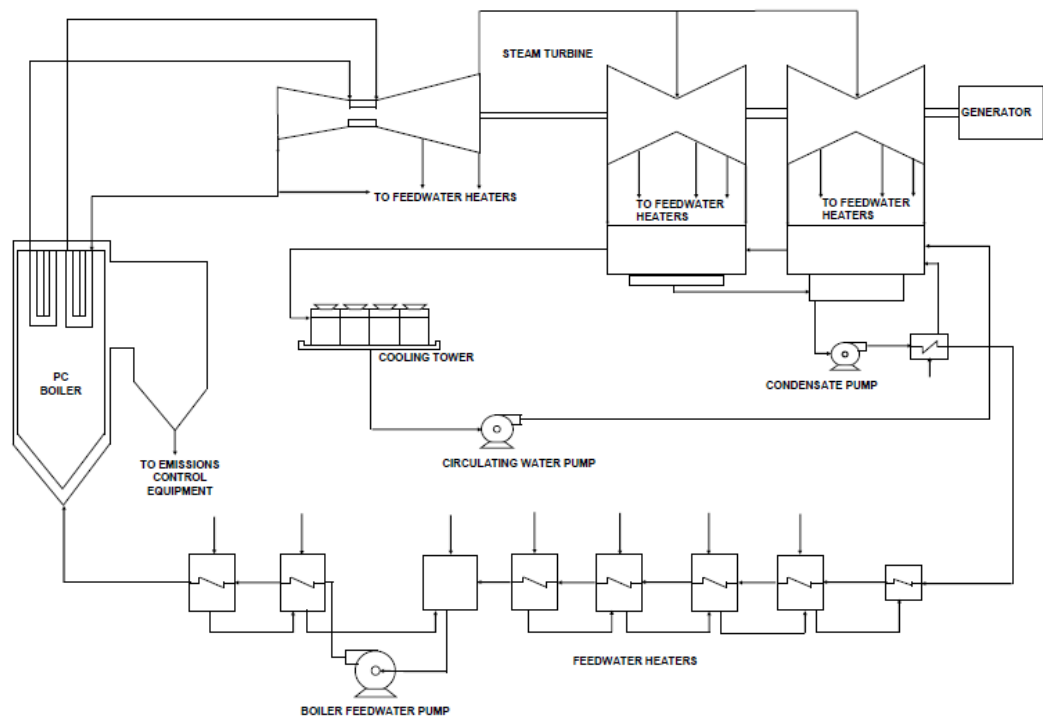 STEAM TURBINE
GENERATOR
TO FEEDWATER HEATERS
TO FEEDWATER
HEATERS
TO FEEDWATER
HEATERS
COOLING TOWER
PC
BOILER
CONDENSATE PUMP
CIRCULATING WATER PUMP
TO EMISSIONS
CONTROL
EQUIPMENT
FEEDWATER HEATERS
BOILER FEEDWATER PUMP